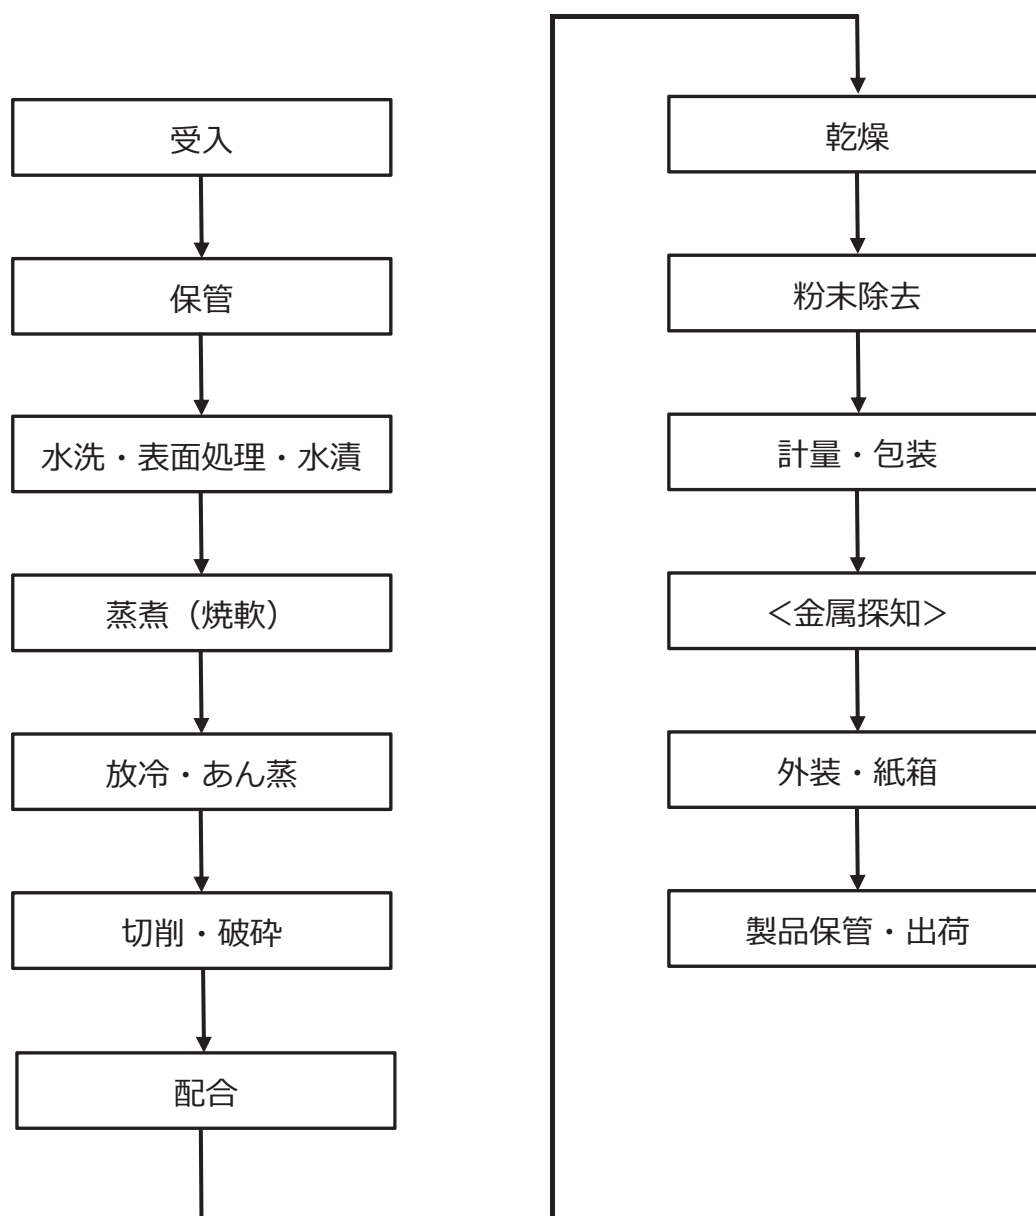 受入
保管
水洗・表面処理・水漬
蒸煮（焼軟）
放冷・あん蒸
切削・破砕
配合
乾燥
粉末除去
計量・包装
＜金属探知＞
外装・紙箱
製品保管・出荷